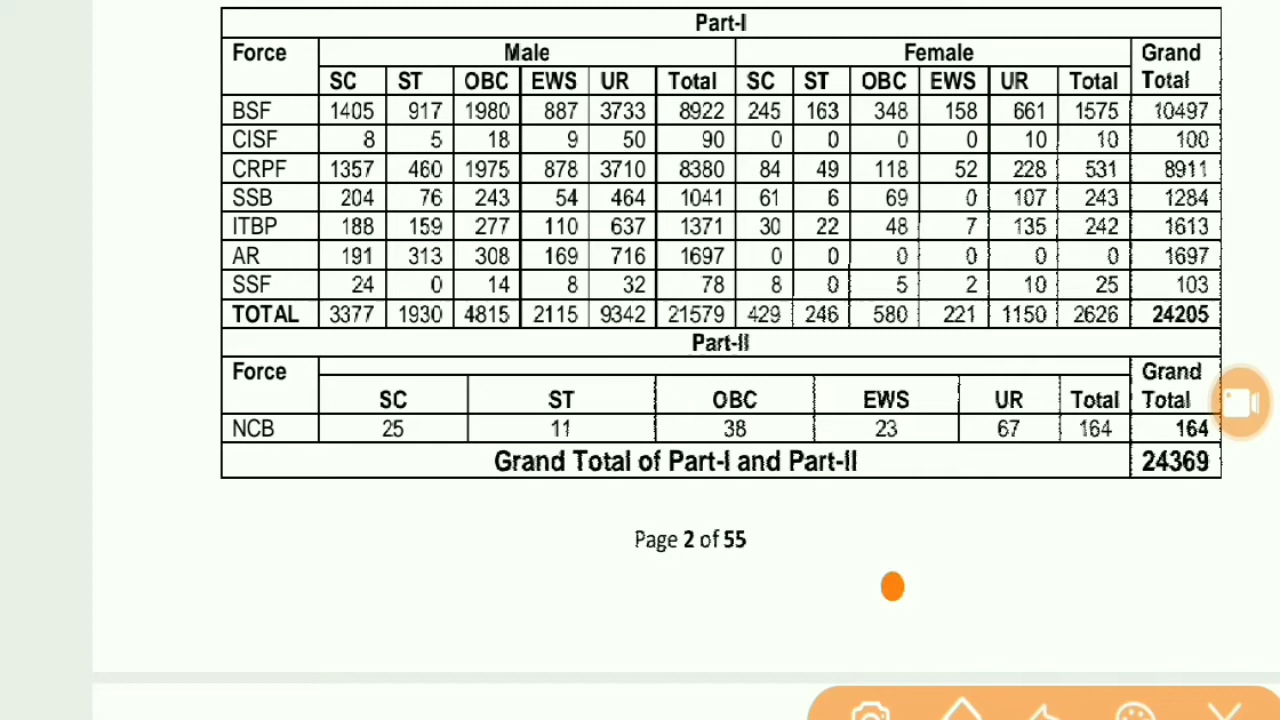 Part-I
Force Male Female Grand Total
SC ST OBC EWS UR Total SC ST OBC EWS UR Total
BSF 1405 917 1980 887 3733 8922 245 163 348 158 661 1575 10497
CISF 8 5 18 9 50 90 0 0 0 0 10 10 100
CRPF 1357 460 1975 878 3710 8380 84 49 118 52 228 531 8911
SSB 204 76 243 54 464 1041 61 6 69 0 107 243 1284
ITBP 188 159 277 110 637 1371 30 22 48 7 135 242 1613
AR 191 313 308 169 716 1697 0 0 0 0 0 0 1697
SSF 24 0 14 8 32 78 8 0 5 2 10 25 103
TOTAL 3377 1930 4815 2115 9342 21579 429 246 580 221 1150 2626 24205
Part-II
Force Grand Total
SC ST OBC EWS UR Total
NCB 25 11 38 23 67 164 164
Grand Total of Part-I and Part-II 24369
Page 2 of 55